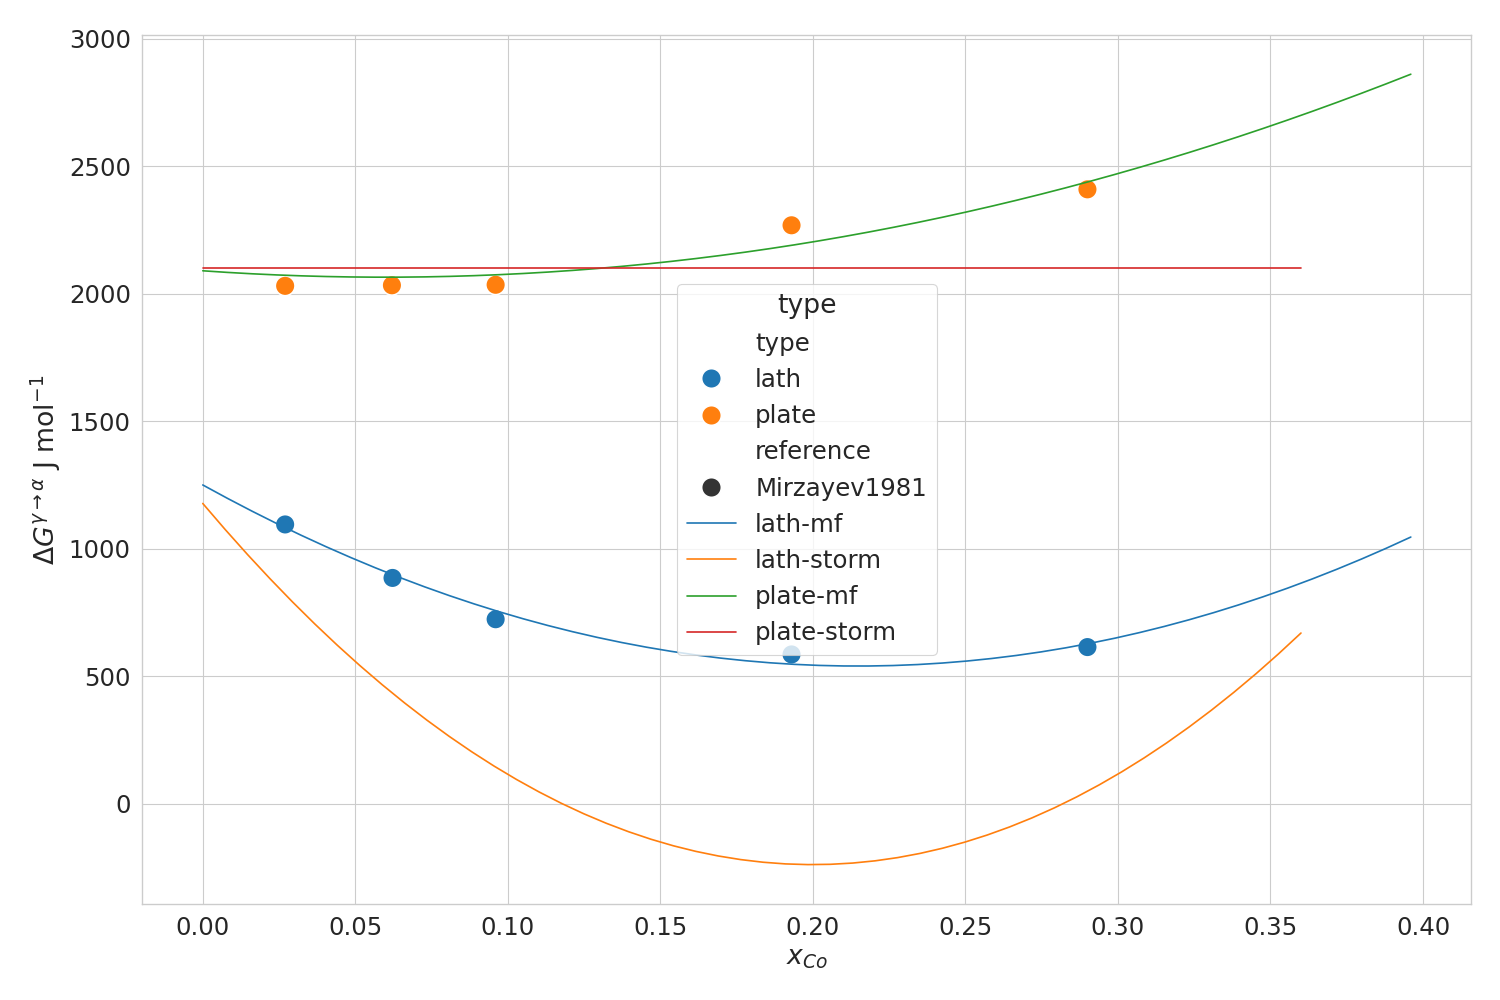 3000
2500
2000
1500
1000
500
0
ΔG^{γ→α} J mol⁻¹
type
type
lath
plate
reference
Mirzayev1981
lath-mf
lath-storm
plate-mf
plate-storm
0.00 0.05 0.10 0.15 0.20 0.25 0.30 0.35 0.40
x_{Co}